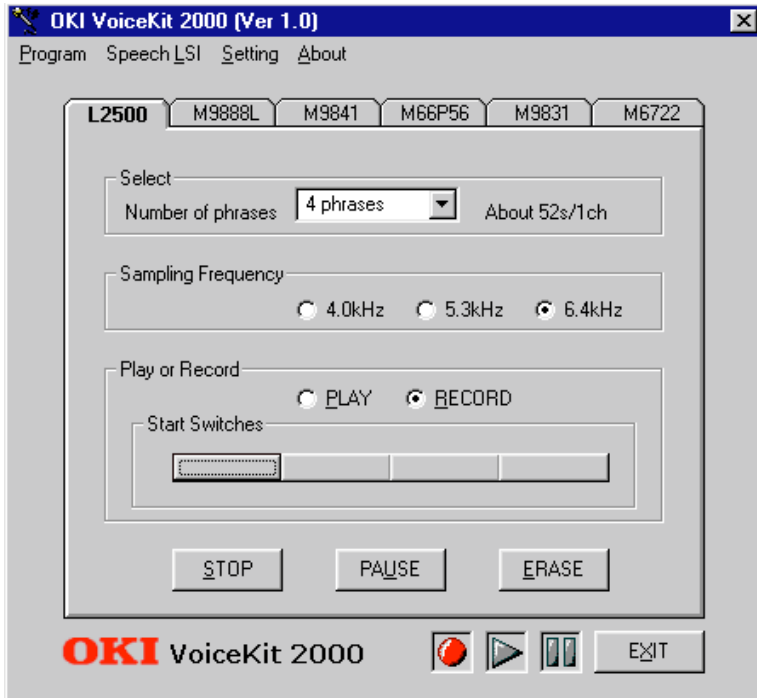 OKI VoiceKit 2000 (Ver 1.0)
Program Speech LSI Setting About
L2500 M9888L M9841 M66P56 M9831 M6722
Select
Number of phrases 4 phrases About 52s/1ch
Sampling Frequency
4.0kHz 5.3kHz 6.4kHz
Play or Record
PLAY RECORD
Start Switches
STOP PAUSE ERASE
OKI VoiceKit 2000 EXIT